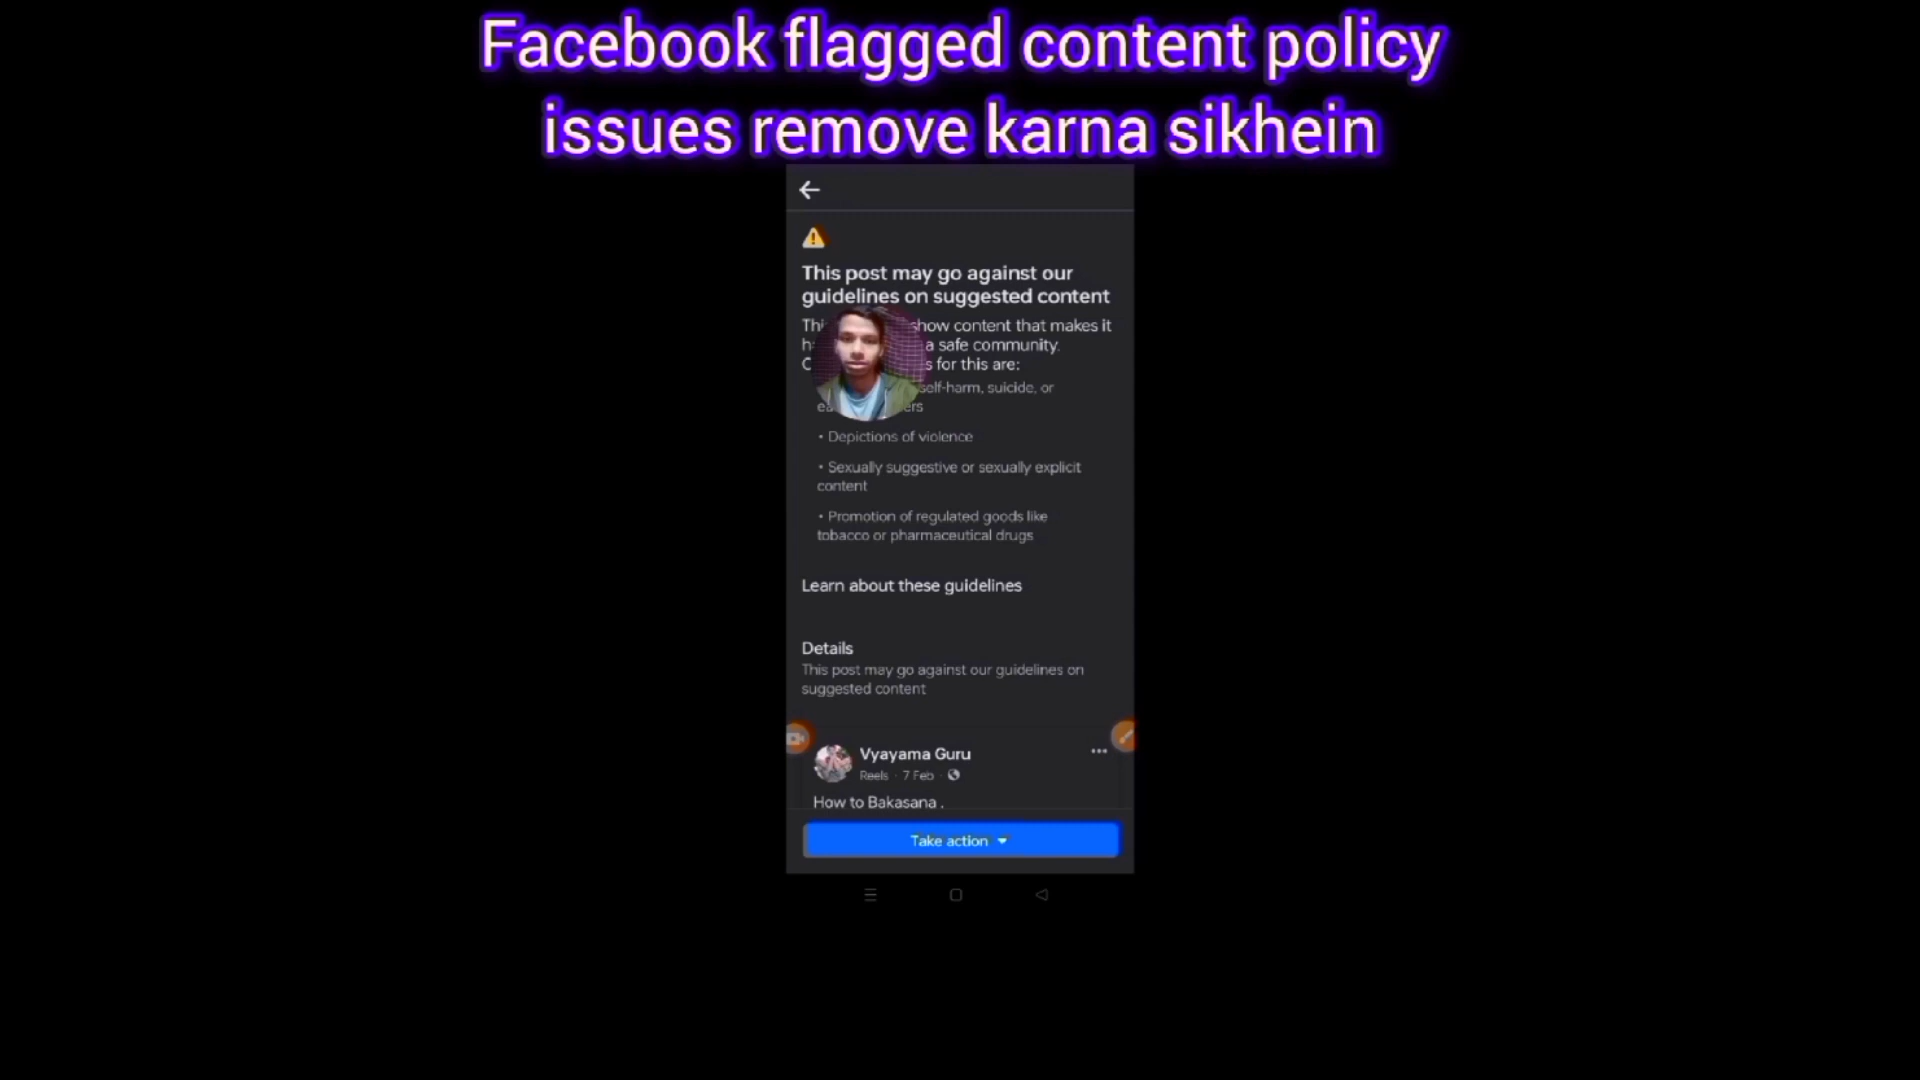 Facebook flagged content policy
issues remove karna sikhein
This post may go against our
guidelines on suggested content
show content that makes it
a safe community.
for this are:
self-harm, suicide, or
• Depictions of violence
• Sexually suggestive or sexually explicit
content
• Promotion of regulated goods like
tobacco or pharmaceutical drugs
Learn about these guidelines
Details
This post may go against our guidelines on
suggested content
Vyayama Guru
Reels · 7 Feb ·
How to Bakasana .
Take action